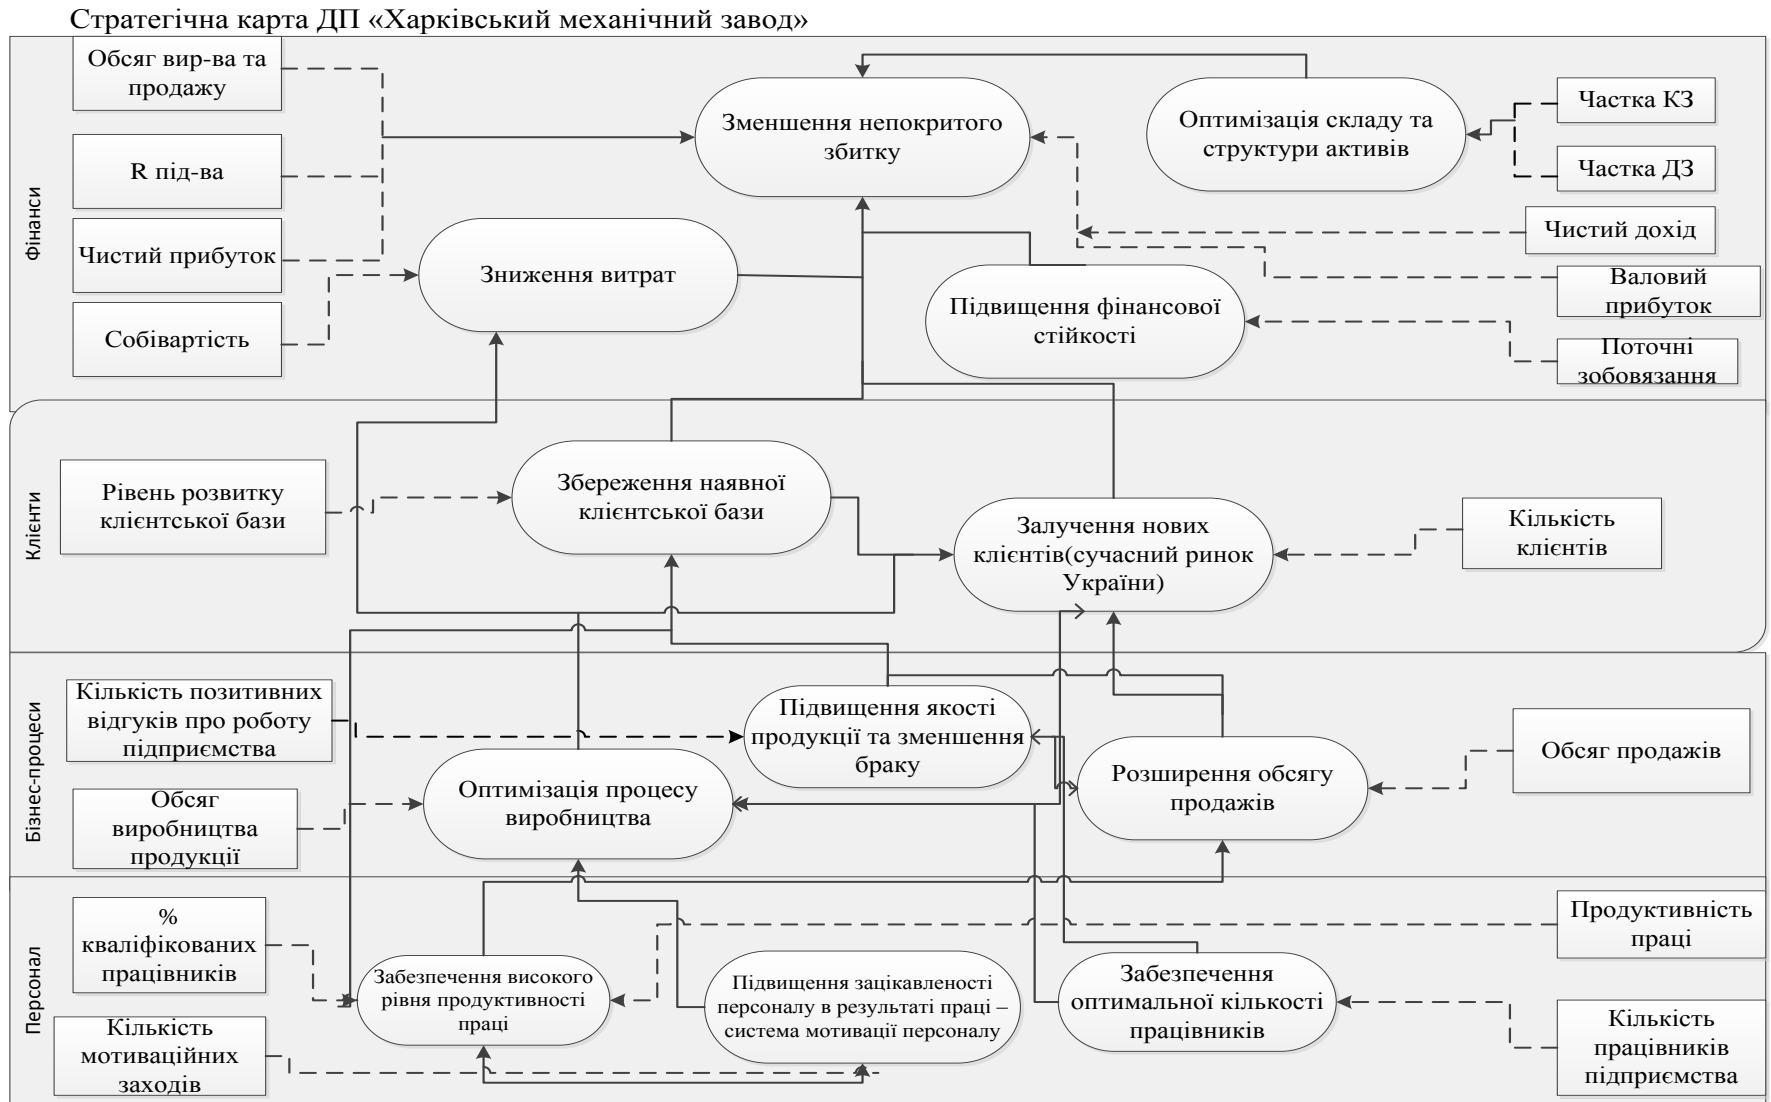 Стратегічна карта ДП «Харківський механічний завод»
Фінанси
Обсяг вир-ва та
продажу
R під-ва
Чистий прибуток
Собівартість
Зменшення непокритого
збитку
Оптимізація складу та
структури активів
Частка КЗ
Частка ДЗ
Чистий дохід
Валовий
прибуток
Зниження витрат
Підвищення фінансової
стійкості
Поточні
зобовязання
Клієнти
Рівень розвитку
клієнтської бази
Збереження наявної
клієнтської бази
Залучення нових
клієнтів(сучасний ринок
України)
Кількість
клієнтів
Бізнес-процеси
Кількість позитивних
відгуків про роботу
підприємства
Обсяг
виробництва
продукції
Підвищення якості
продукції та зменшення
браку
Оптимізація процесу
виробництва
Розширення обсягу
продажів
Обсяг продажів
Персонал
%
кваліфікованих
працівників
Кількість
мотиваційних
заходів
Забезпечення високого
рівня продуктивності
праці
Підвищення зацікавленості
персоналу в результаті праці –
система мотивації персоналу
Забезпечення
оптимальної кількості
працівників
Продуктивність
праці
Кількість
працівників
підприємства